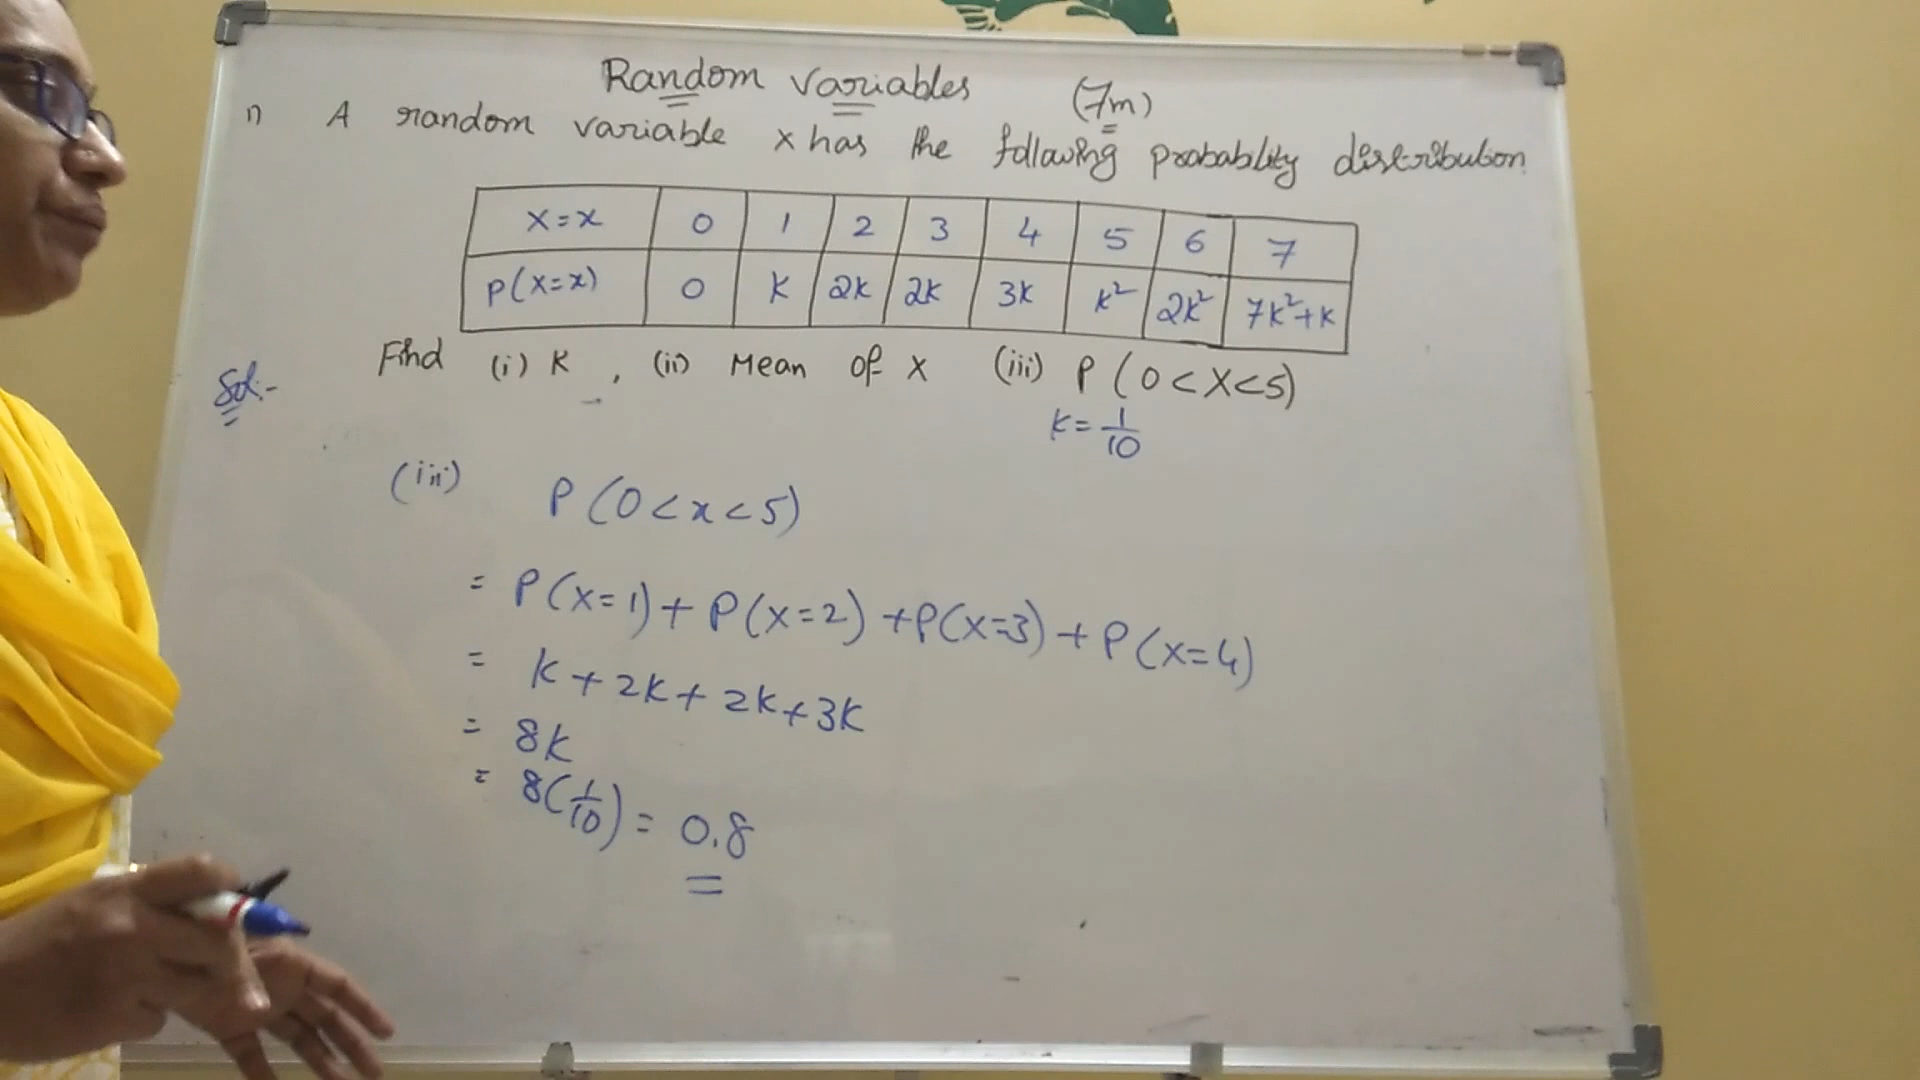 Random variables (7m)
1) A random variable x has the following probability distribution
X=x 0 1 2 3 4 5 6 7
P(X=x) 0 K 2K 2K 3K K² 2K² 7K²+K
Find (i) K , (ii) Mean of X (iii) P(0<X<5)
Sol:-
K = 1/10
(iii) P(0<x<5)
= P(X=1)+P(X=2)+P(X=3)+P(X=4)
= K+2K+2K+3K
= 8K
= 8(1/10) = 0.8